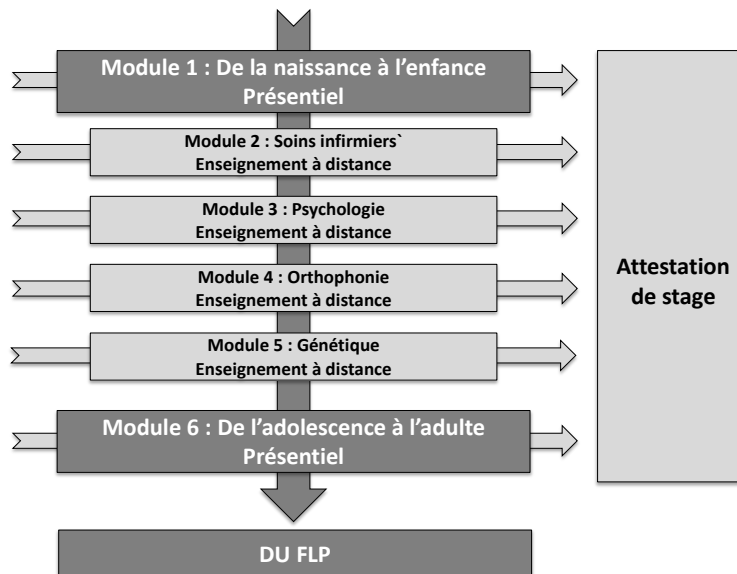 Module 1 : De la naissance à l’enfance
Présentiel
Module 2 : Soins infirmiers`
Enseignement à distance
Module 3 : Psychologie
Enseignement à distance
Module 4 : Orthophonie
Enseignement à distance
Module 5 : Génétique
Enseignement à distance
Module 6 : De l’adolescence à l’adulte
Présentiel
Attestation
de stage
DU FLP